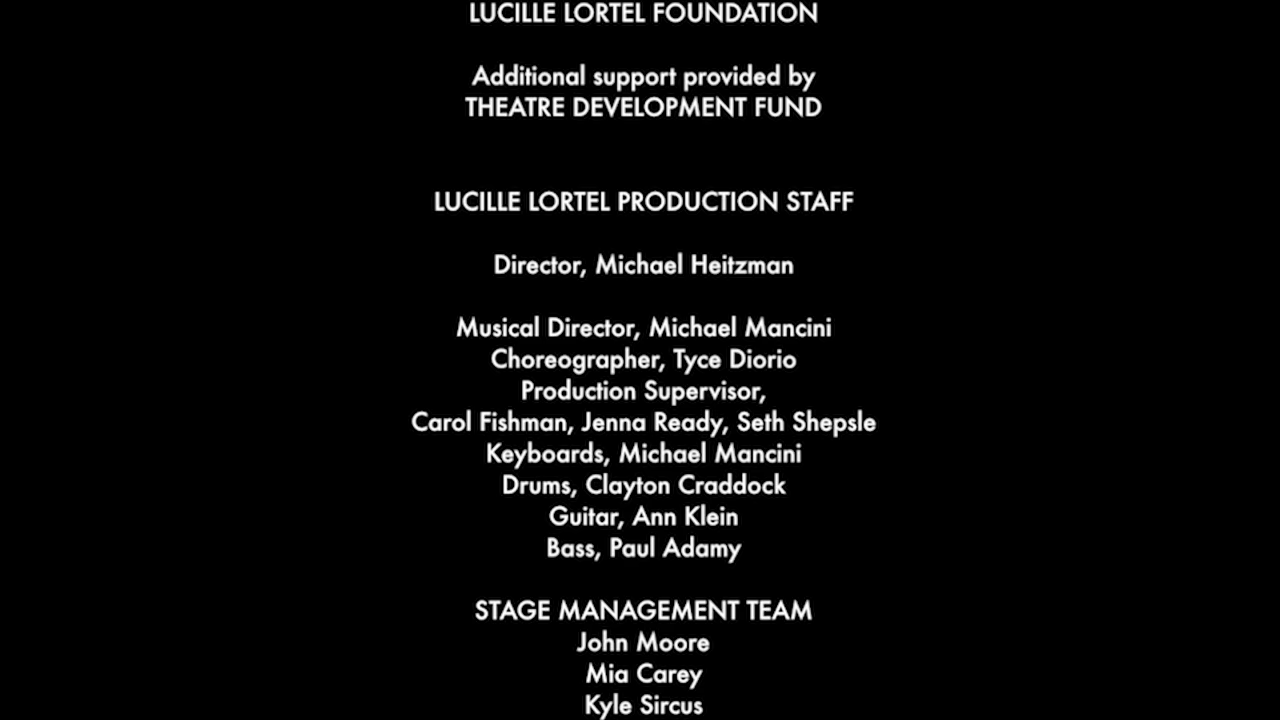 LUCILLE LORTEL FOUNDATION
Additional support provided by
THEATRE DEVELOPMENT FUND
LUCILLE LORTEL PRODUCTION STAFF
Director, Michael Heitzman
Musical Director, Michael Mancini
Choreographer, Tyce Diorio
Production Supervisor,
Carol Fishman, Jenna Ready, Seth Shepsle
Keyboards, Michael Mancini
Drums, Clayton Craddock
Guitar, Ann Klein
Bass, Paul Adamy
STAGE MANAGEMENT TEAM
John Moore
Mia Carey
Kyle Sircus